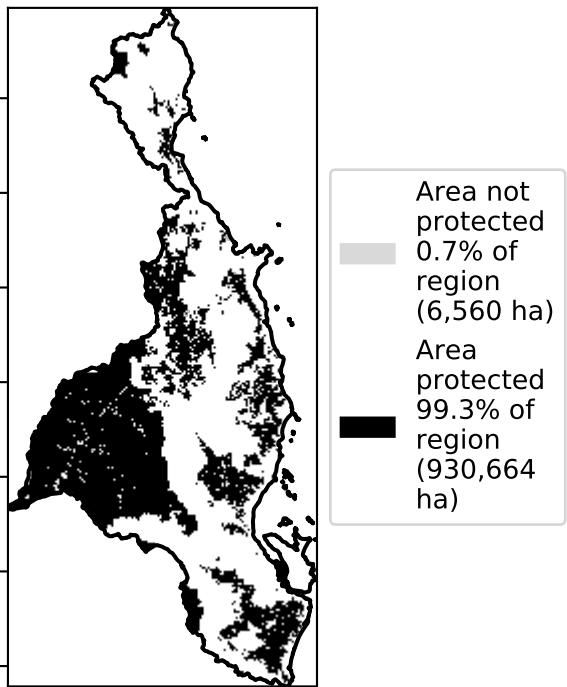 Area not
protected
0.7% of
region
(6,560 ha)
Area
protected
99.3% of
region
(930,664
ha)